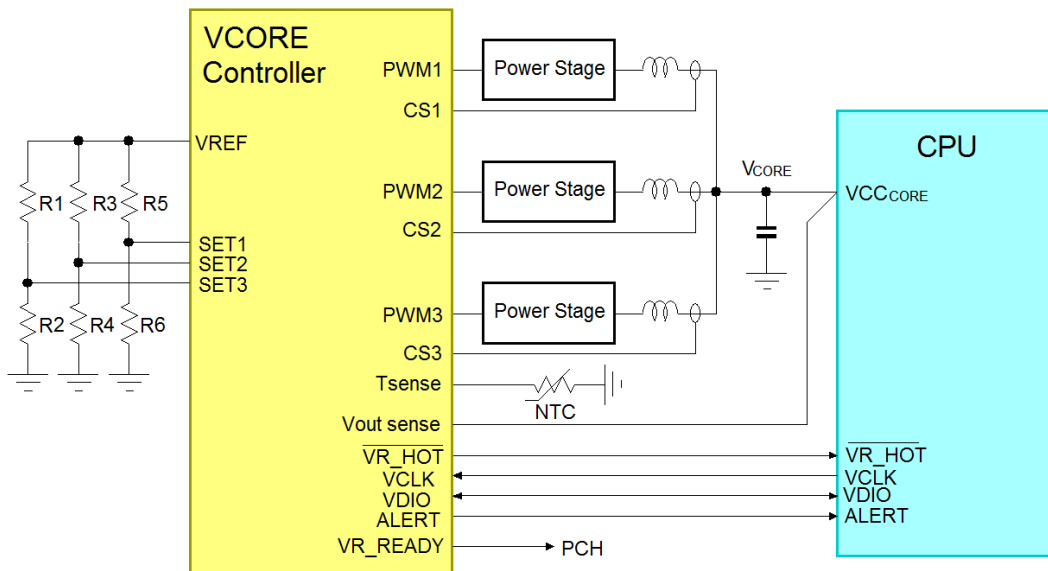 VCORE
Controller
VREF
R1
R3
R5
SET1
SET2
SET3
R2
R4
R6
PWM1
CS1
PWM2
CS2
PWM3
CS3
Tsense
Vout sense
VR_HOT
VCLK
VDIO
ALERT
VR_READY
Power Stage
Power Stage
Power Stage
NTC
PCH
VCORE
CPU
VCCCORE
VR_HOT
VCLK
VDIO
ALERT